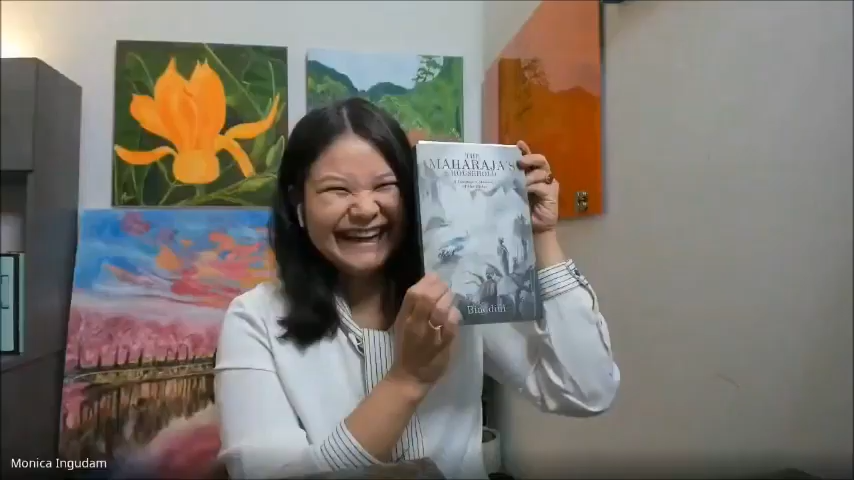 THE
MAHARAJA'S
HOUSEHOLD
Binodini
Monica Ingudam